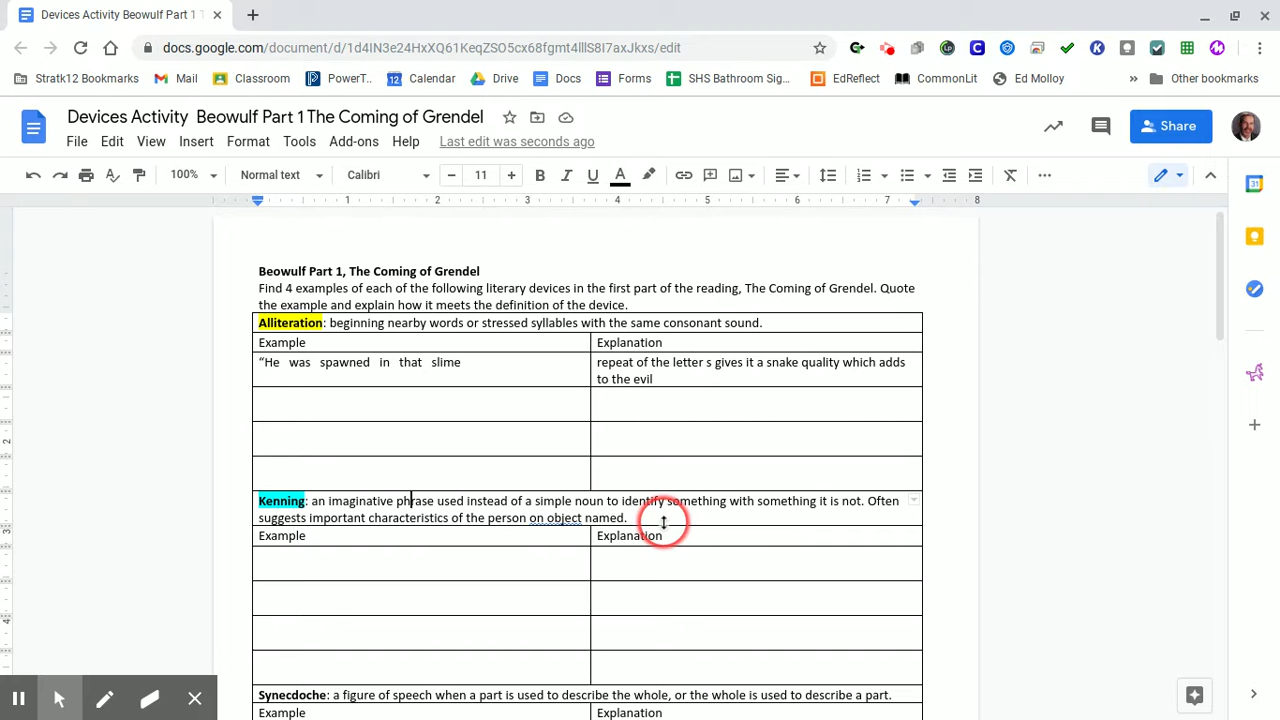 Devices Activity Beowulf Part 1 T
docs.google.com/document/d/1d4IN3e24HxXQ61KeqZSO5cx68fgmt4lllS8I7axJkxs/edit
Stratk12 Bookmarks Mail Classroom PowerT... Calendar Drive Docs Forms SHS Bathroom Sig... EdReflect CommonLit Ed Molloy » Other bookmarks
Devices Activity Beowulf Part 1 The Coming of Grendel
Share
File Edit View Insert Format Tools Add-ons Help Last edit was seconds ago
100% Normal text Calibri 11 B I U A
1 2 3 4 5 6 7 8
Beowulf Part 1, The Coming of Grendel
Find 4 examples of each of the following literary devices in the first part of the reading, The Coming of Grendel. Quote
the example and explain how it meets the definition of the device.
Alliteration: beginning nearby words or stressed syllables with the same consonant sound.
Example Explanation
“He was spawned in that slime repeat of the letter s gives it a snake quality which adds
to the evil
Kenning: an imaginative phrase used instead of a simple noun to identify something with something it is not. Often
suggests important characteristics of the person on object named.
Example Explanation
Synecdoche: a figure of speech when a part is used to describe the whole, or the whole is used to describe a part.
Example Explanation